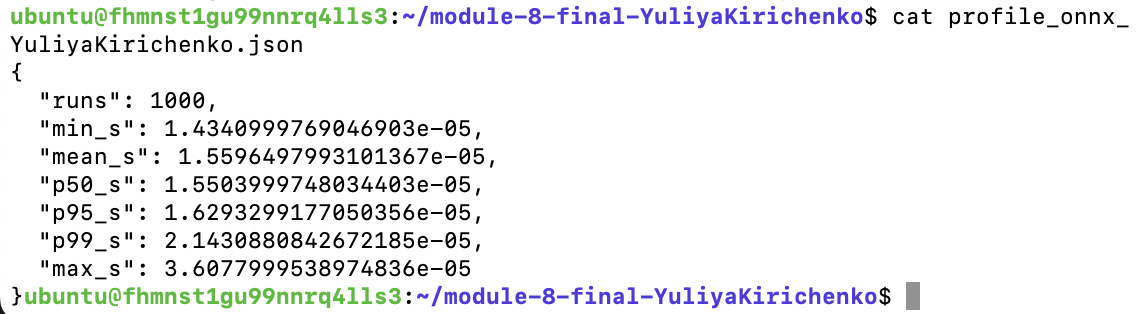 ubuntu@fhmnst1gu99nnrq4lls3:~/module-8-final-YuliyaKirichenko$ cat profile_onnx_
YuliyaKirichenko.json
{
  "runs": 1000,
  "min_s": 1.4340999769046903e-05,
  "mean_s": 1.5596497993101367e-05,
  "p50_s": 1.5503999748034403e-05,
  "p95_s": 1.6293299177050356e-05,
  "p99_s": 2.1430880842672185e-05,
  "max_s": 3.6077999538974836e-05
}ubuntu@fhmnst1gu99nnrq4lls3:~/module-8-final-YuliyaKirichenko$